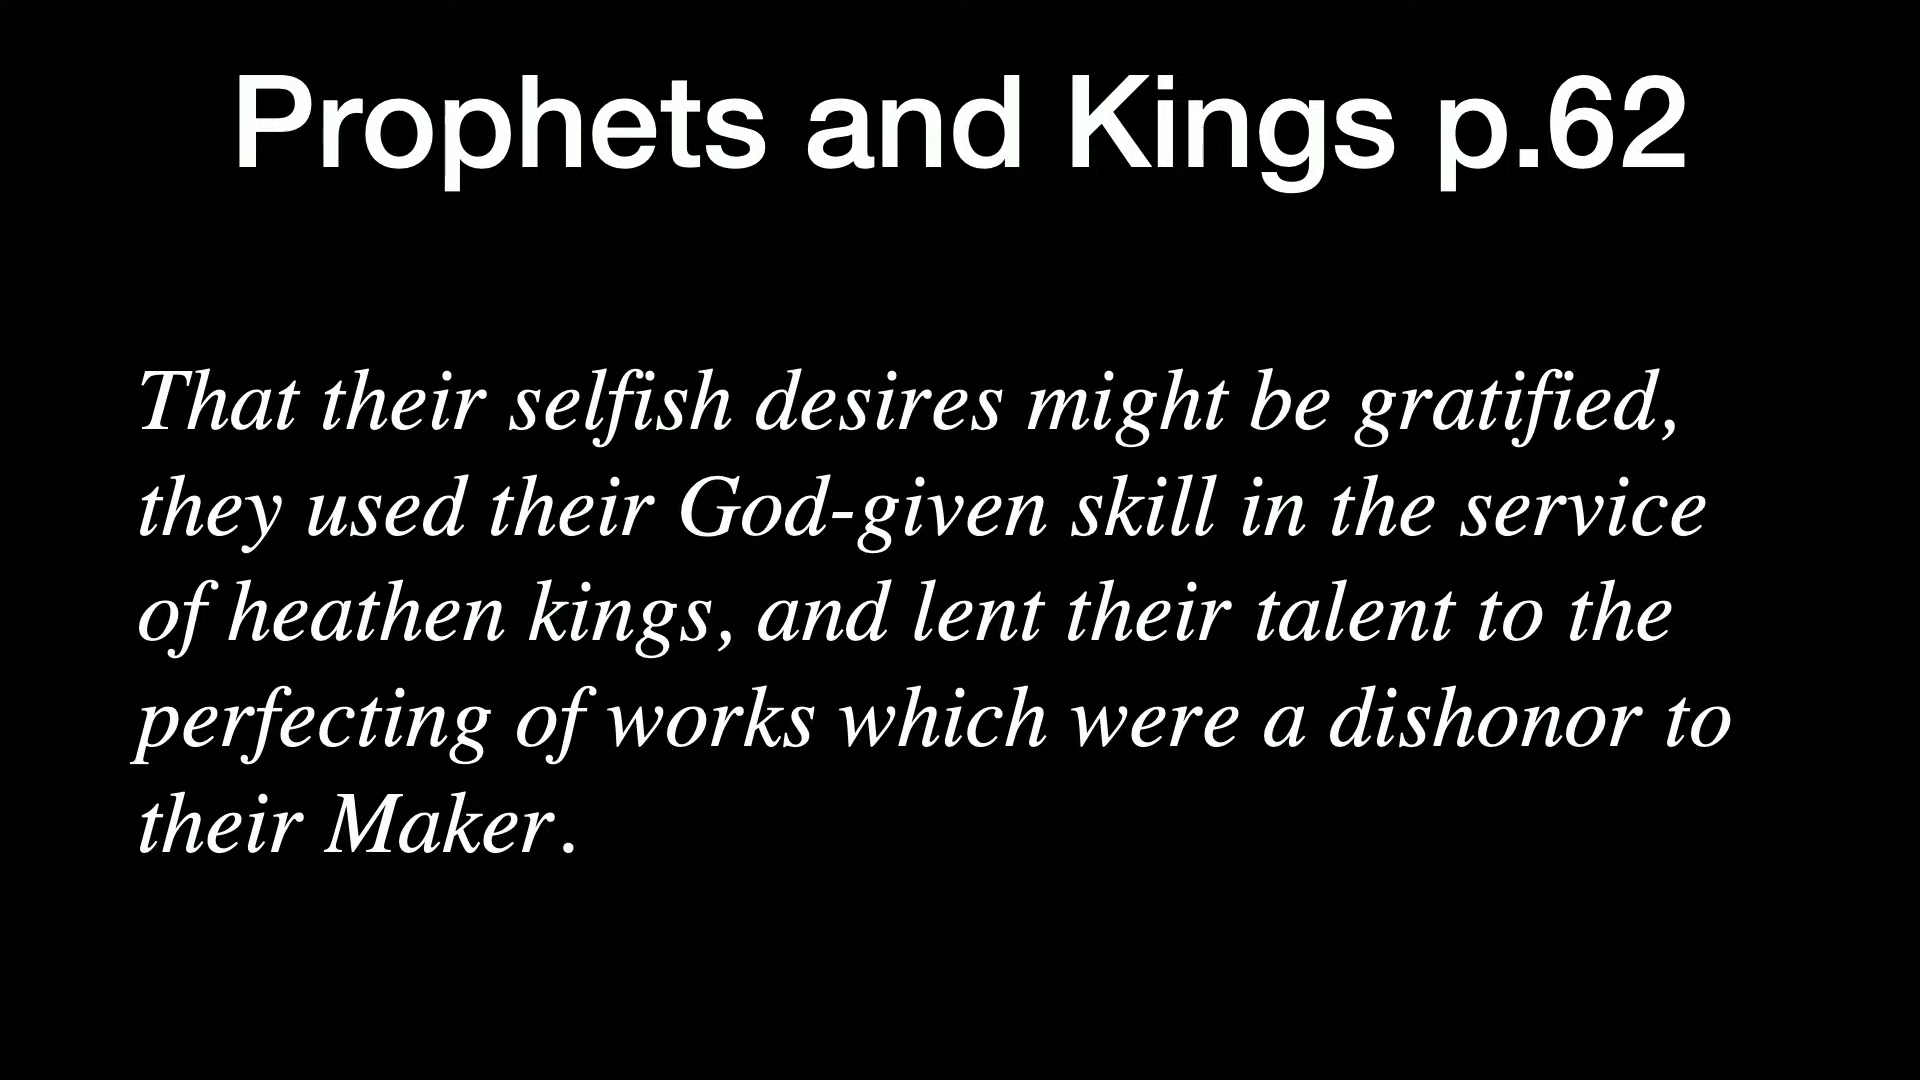 Prophets and Kings p.62
That their selfish desires might be gratified,
they used their God-given skill in the service
of heathen kings, and lent their talent to the
perfecting of works which were a dishonor to
their Maker.